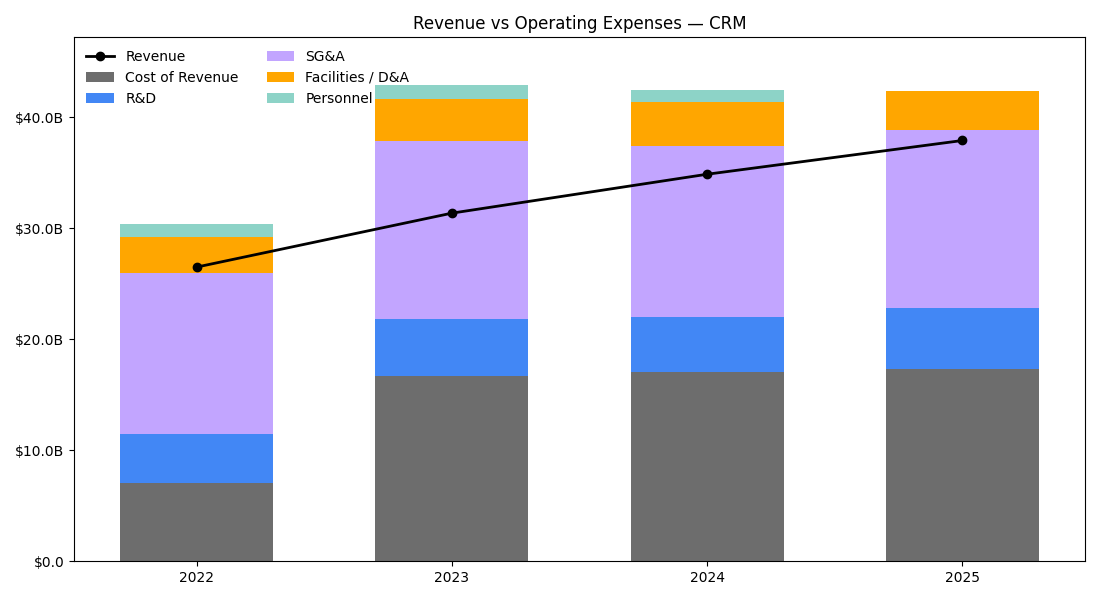 Revenue vs Operating Expenses — CRM
Revenue
Cost of Revenue
R&D
SG&A
Facilities / D&A
Personnel
$40.0B
$30.0B
$20.0B
$10.0B
$0.0
2022 2023 2024 2025